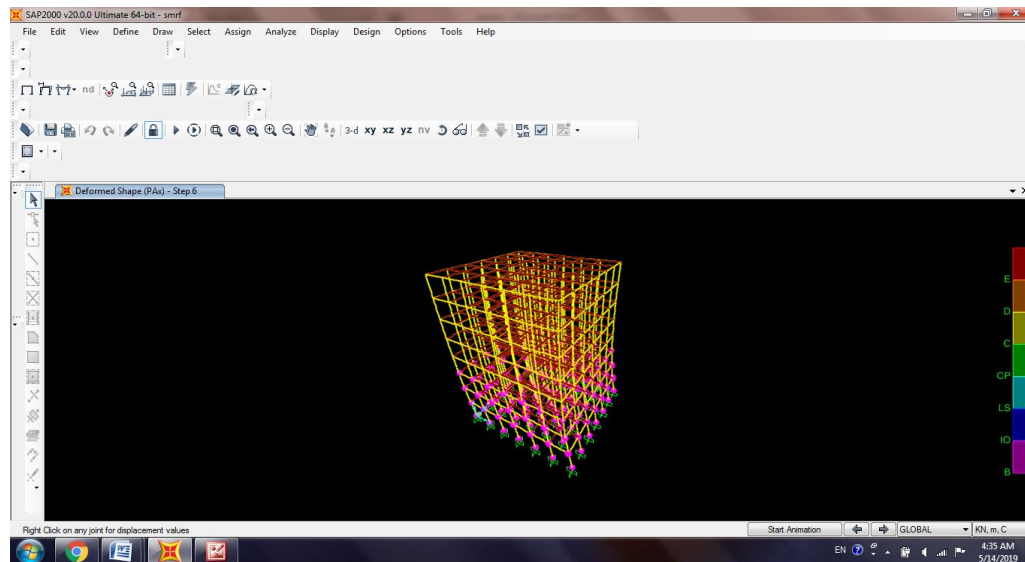 SAP2000 v20.0.0 Ultimate 64-bit - smrf
File Edit View Define Draw Select Assign Analyze Display Design Options Tools Help
nd
3-d xy xz yz nv
Deformed Shape (PAx) - Step 6
E
D
C
CP
LS
IO
B
Right Click on any joint for displacement values
Start Animation
GLOBAL
KN, m, C
EN
4:35 AM
5/14/2019